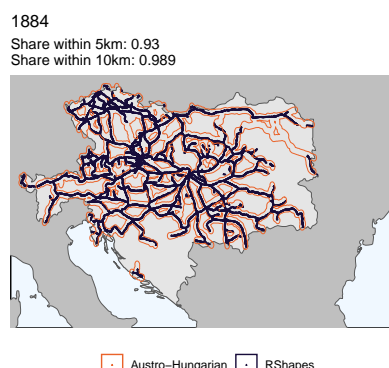 1884
Share within 5km: 0.93
Share within 10km: 0.989
Austro−Hungarian RShapes